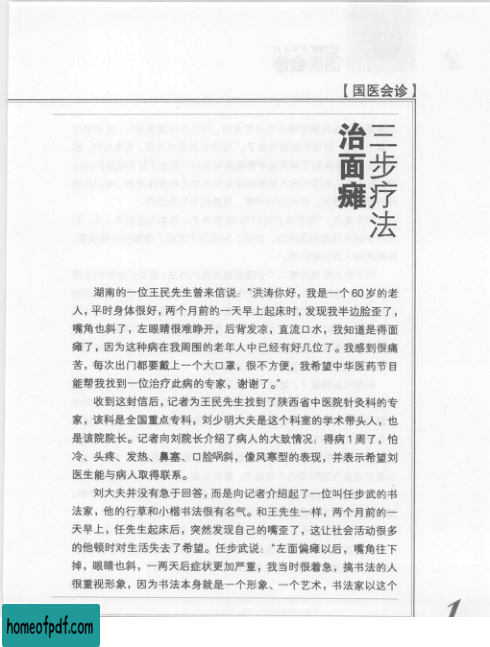 【国医会诊】
三步疗法
治面瘫
湖南的一位王民先生曾来信说：“洪涛你好，我是一个60岁的老
人，平时身体很好，两个月前的一天早上起床时，发现我半边脸歪了，
嘴角也斜了，左眼睛很难睁开，后背发凉，直流口水，我知道是得面
瘫了，因为这种病在我周围的老年人中已经有好几位了。我感到很痛
苦，每次出门都要戴上一个大口罩，很不方便，我希望中华医药节目
能帮我找到一位治疗此病的专家，谢谢了。”
收到这封信后，记者为王民先生找到了陕西省中医院针灸科的专
家，该科是全国重点专科，刘少明大夫是这个科室的学术带头人，也
是该院院长。记者向刘院长介绍了病人的大致情况：得病1周了，怕
冷、头疼、发热、鼻塞、口脸㖞斜，像风寒型的表现，并表示希望刘
医生能与病人取得联系。
刘大夫并没有急于回答，而是向记者介绍起了一位叫任步武的书
法家，他的行草和小楷书法很有名气。和王民先生一样，两个月前的一
天早上，任先生起床后，突然发现自己的嘴歪了，这让社会活动很多
的他顿时对生活失去了希望。任步武说：“左面偏瘫以后，嘴角往下
掉，眼睛也斜，一两天后症状更加严重，我当时很着急，搞书法的人
很重视形象，因为书法本身就是一个形象、一个艺术，书法家以这个
1
homeofpdf.com